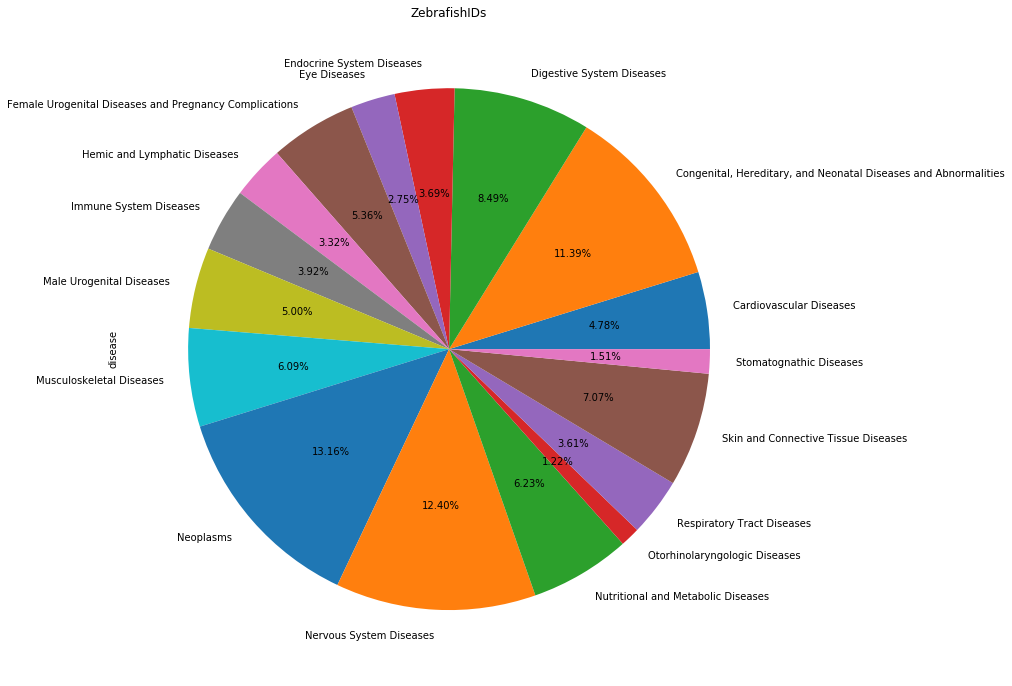 ZebrafishIDs
Endocrine System Diseases
Eye Diseases
Digestive System Diseases
Female Urogenital Diseases and Pregnancy Complications
Hemic and Lymphatic Diseases
Congenital, Hereditary, and Neonatal Diseases and Abnormalities
Immune System Diseases
Male Urogenital Diseases
Cardiovascular Diseases
disease
Musculoskeletal Diseases
Stomatognathic Diseases
Skin and Connective Tissue Diseases
Neoplasms
Respiratory Tract Diseases
Otorhinolaryngologic Diseases
Nutritional and Metabolic Diseases
Nervous System Diseases
3.69%
2.75%
8.49%
5.36%
3.32%
11.39%
3.92%
5.00%
4.78%
1.51%
6.09%
7.07%
3.61%
13.16%
1.22%
6.23%
12.40%